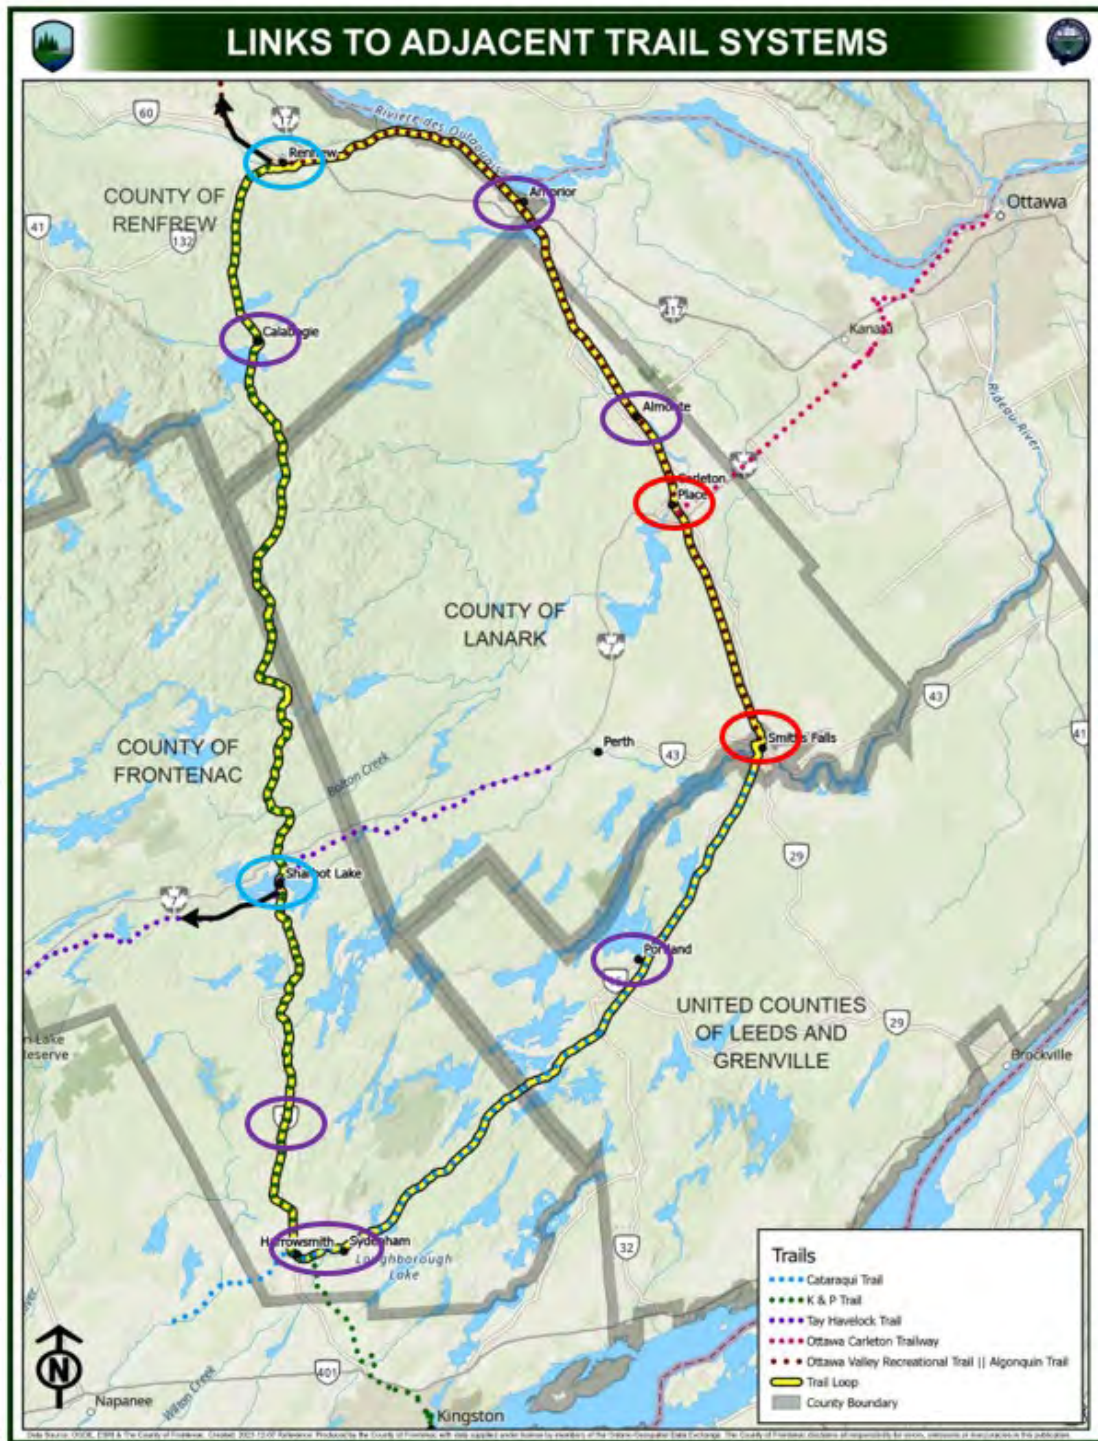 LINKS TO ADJACENT TRAIL SYSTEMS
60
17
Renfrew
Rivière des Outaouais
COUNTY OF
RENFREW
Arnprior
Ottawa
41
132
417
Kanata
Calabogie
Rideau River
Almonte
Carleton
Place
COUNTY OF
LANARK
7
43
COUNTY OF
FRONTENAC
Perth
43
Smiths Falls
41
Bolton Creek
29
Sharbot Lake
7
Portland
UNITED COUNTIES
OF LEEDS AND
GRENVILLE
29
Lake
Reserve
Brockville
Harrowsmith
Sydenham
Loughborough
Lake
32
Trails
Cataraqui Trail
K & P Trail
Tay Havelock Trail
Ottawa Carleton Trailway
Ottawa Valley Recreational Trail || Algonquin Trail
Trail Loop
County Boundary
N
401
Napanee
Wilton Creek
Kingston